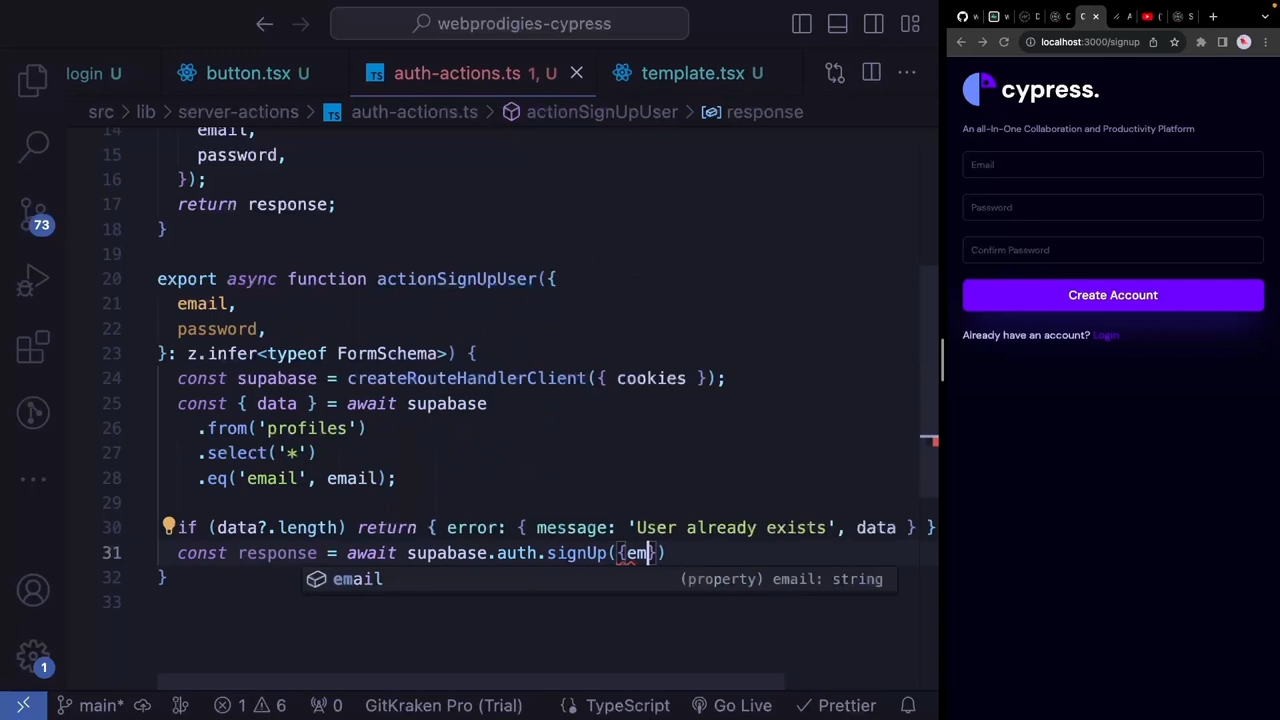 webprodigies-cypress
login U
button.tsx U
TS auth-actions.ts 1, U
template.tsx U
src > lib > server-actions > TS auth-actions.ts > actionSignUpUser > response
14 email,
15 password,
16 });
17 return response;
18 }
19
20 export async function actionSignUpUser({
21 email,
22 password,
23 }: z.infer<typeof FormSchema>) {
24 const supabase = createRouteHandlerClient({ cookies });
25 const { data } = await supabase
26 .from('profiles')
27 .select('*')
28 .eq('email', email);
29
30 if (data?.length) return { error: { message: 'User already exists', data } }
31 const response = await supabase.auth.signUp({em})
email (property) email: string
32 }
33
73
1
main* 1 6 0 GitKraken Pro (Trial) TypeScript Go Live Prettier
localhost:3000/signup
cypress.
An all-In-One Collaboration and Productivity Platform
Email
Password
Confirm Password
Create Account
Already have an account? Login